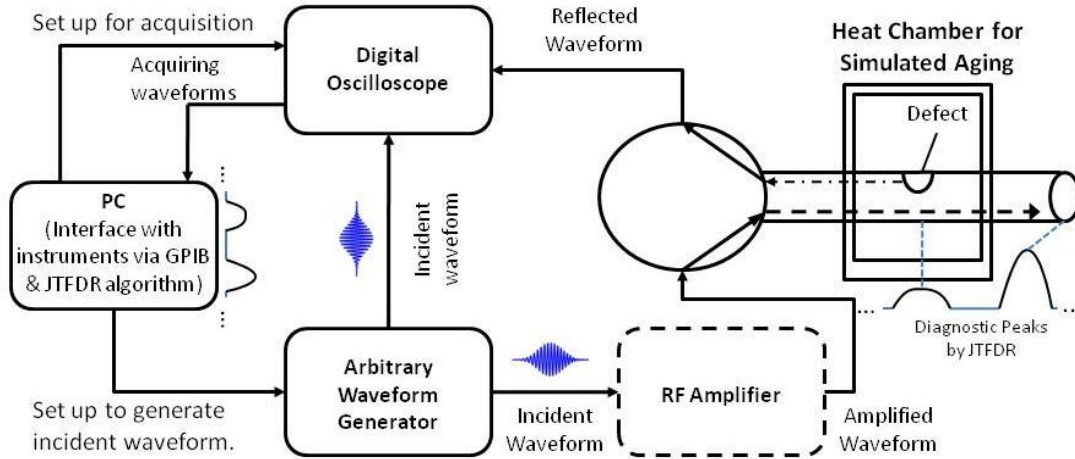 Set up for acquisition
Acquiring
waveforms
Digital
Oscilloscope
Reflected
Waveform
Heat Chamber for
Simulated Aging
Defect
PC
(Interface with
instruments via GPIB
& JTFDR algorithm)
...
...
Incident
waveform
...
...
Diagnostic Peaks
by JTFDR
Set up to generate
incident waveform.
Arbitrary
Waveform
Generator
Incident
Waveform
RF Amplifier
Amplified
Waveform